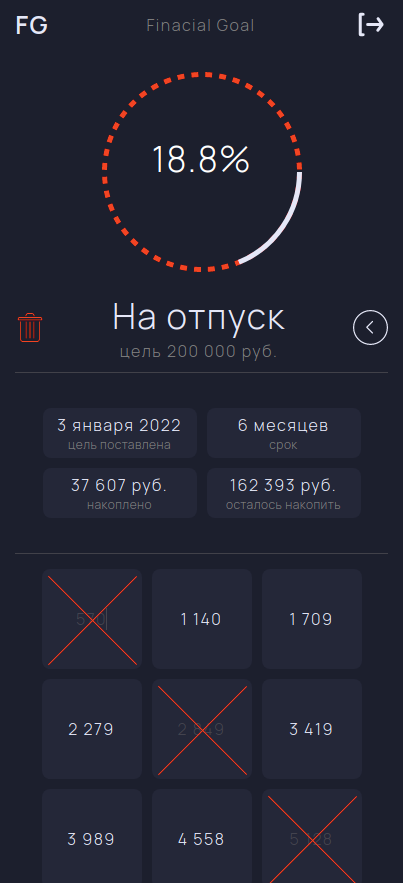 FG
Finacial Goal
18.8%
На отпуск
цель 200 000 руб.
3 января 2022
цель поставлена
6 месяцев
срок
37 607 руб.
накоплено
162 393 руб.
осталось накопить
570 1 140 1 709
2 279 2 849 3 419
3 989 4 558 5 128